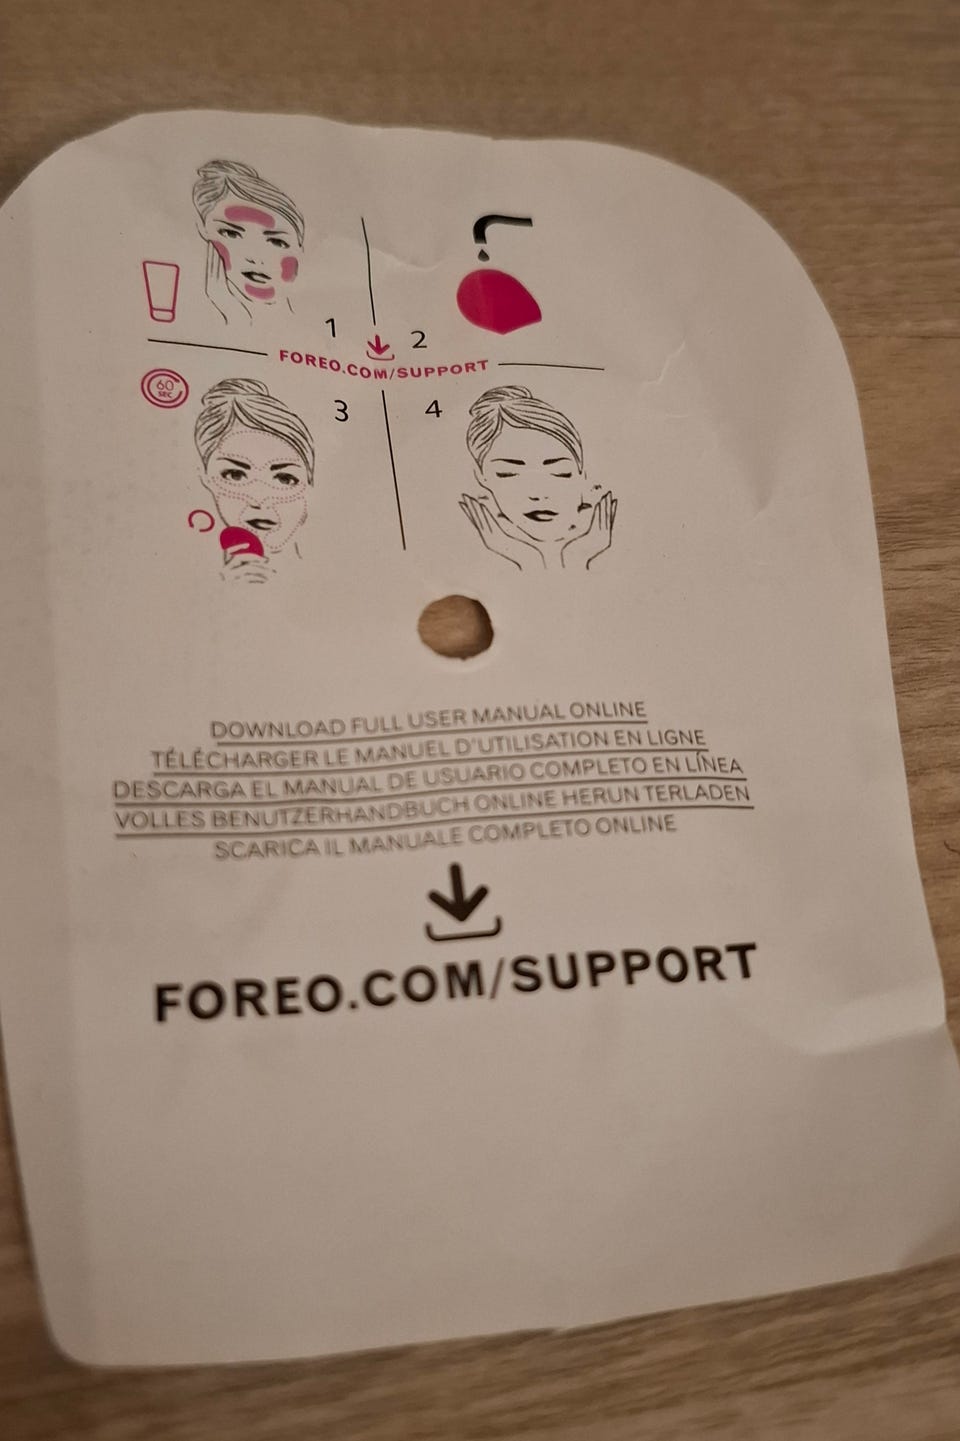 1
2
FOREO.COM/SUPPORT
60
SEC
3
4
DOWNLOAD FULL USER MANUAL ONLINE
TÉLÉCHARGER LE MANUEL D'UTILISATION EN LIGNE
DESCARGA EL MANUAL DE USUARIO COMPLETO EN LÍNEA
VOLLES BENUTZERHANDBUCH ONLINE HERUNTERLADEN
SCARICA IL MANUALE COMPLETO ONLINE
FOREO.COM/SUPPORT